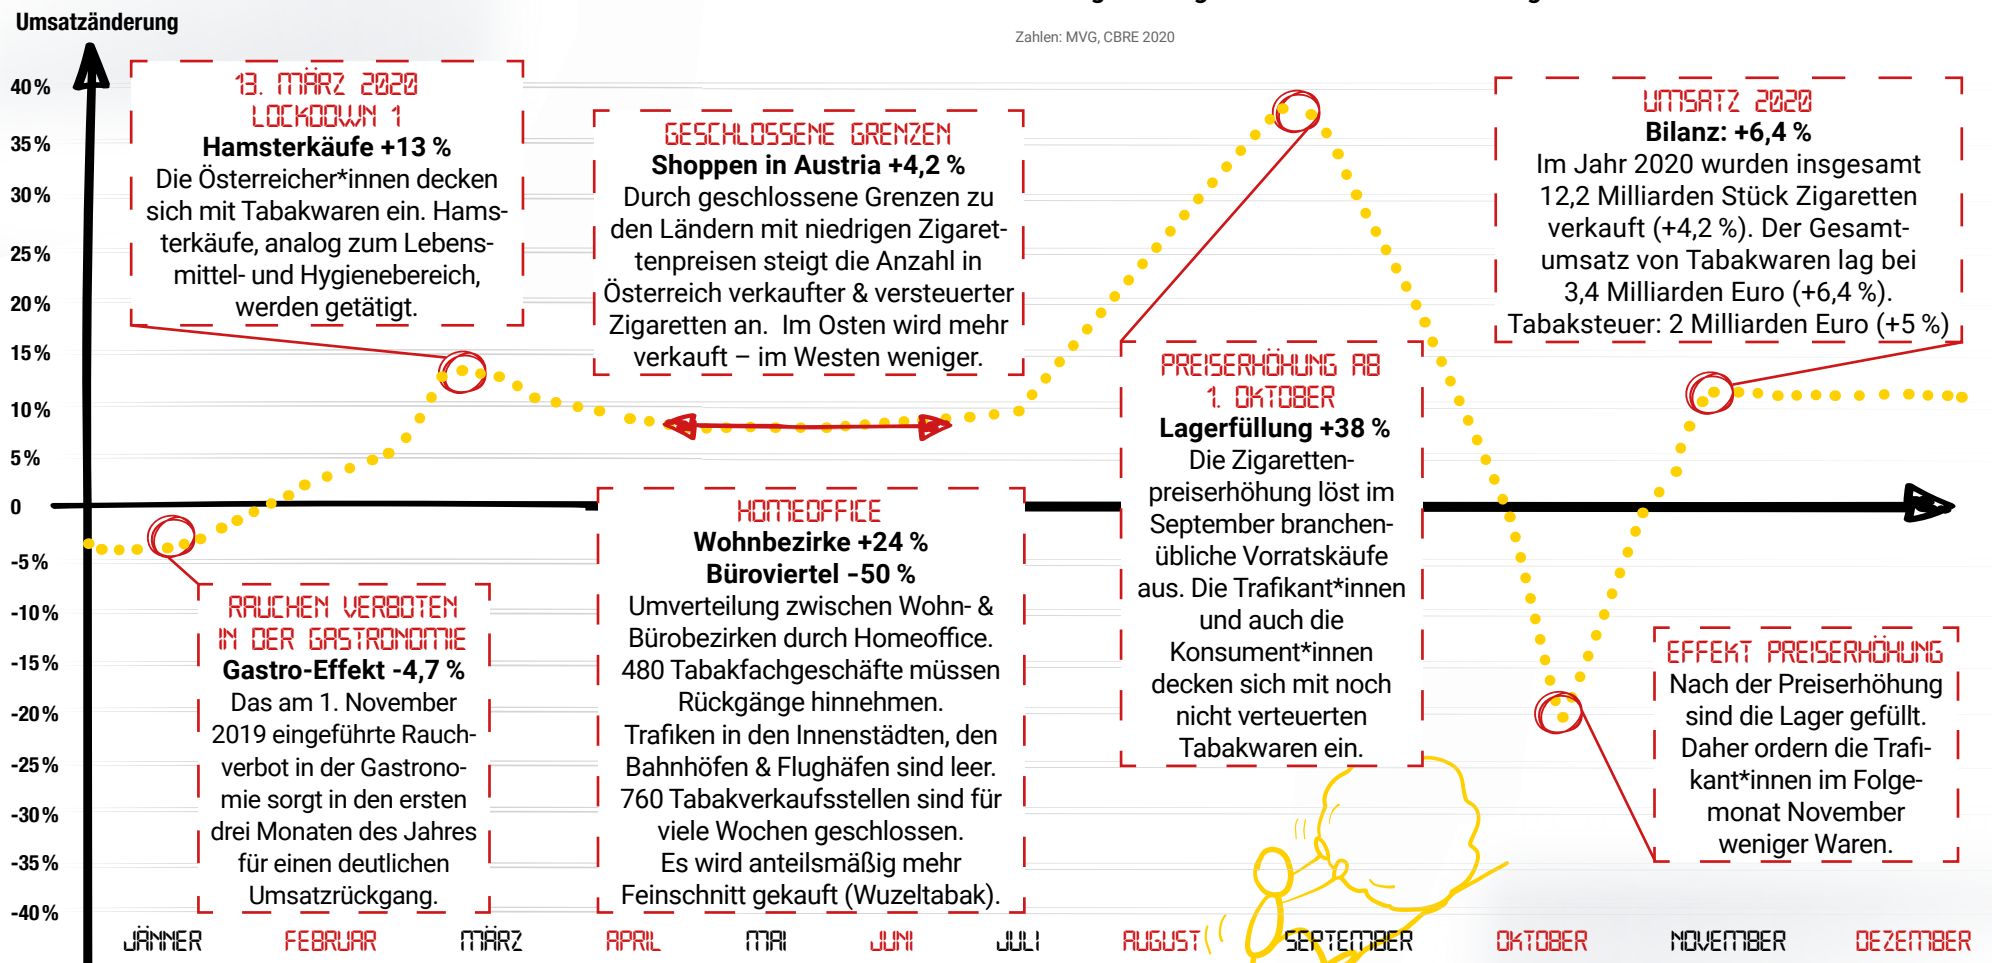 Umsatzänderung
Zahlen: MVG, CBRE 2020
40 %
35 %
30 %
25 %
20 %
15 %
10 %
5 %
0
-5 %
-10 %
-15 %
-20 %
-25 %
-30 %
-35 %
-40 %
13. MÄRZ 2020
LOCKDOWN 1
Hamsterkäufe +13 %
Die Österreicher*innen decken
sich mit Tabakwaren ein. Hams-
terkäufe, analog zum Lebens-
mittel- und Hygienebereich,
werden getätigt.
GESCHLOSSENE GRENZEN
Shoppen in Austria +4,2 %
Durch geschlossene Grenzen zu
den Ländern mit niedrigen Zigaret-
tenpreisen steigt die Anzahl in
Österreich verkaufter & versteuerter
Zigaretten an. Im Osten wird mehr
verkauft – im Westen weniger.
UMSATZ 2020
Bilanz: +6,4 %
Im Jahr 2020 wurden insgesamt
12,2 Milliarden Stück Zigaretten
verkauft (+4,2 %). Der Gesamt-
umsatz von Tabakwaren lag bei
3,4 Milliarden Euro (+6,4 %).
Tabaksteuer: 2 Milliarden Euro (+5 %)
PREISERHÖHUNG AB
1. OKTOBER
Lagerfüllung +38 %
Die Zigaretten-
preiserhöhung löst im
September branchen-
übliche Vorratskäufe
aus. Die Trafikant*innen
und auch die
Konsument*innen
decken sich mit noch
nicht verteuerten
Tabakwaren ein.
RAUCHEN VERBOTEN
IN DER GASTRONOMIE
Gastro-Effekt -4,7 %
Das am 1. November
2019 eingeführte Rauch-
verbot in der Gastrono-
mie sorgt in den ersten
drei Monaten des Jahres
für einen deutlichen
Umsatzrückgang.
HOMEOFFICE
Wohnbezirke +24 %
Büroviertel -50 %
Umverteilung zwischen Wohn- &
Bürobezirken durch Homeoffice.
480 Tabakfachgeschäfte müssen
Rückgänge hinnehmen.
Trafiken in den Innenstädten, den
Bahnhöfen & Flughäfen sind leer.
760 Tabakverkaufsstellen sind für
viele Wochen geschlossen.
Es wird anteilsmäßig mehr
Feinschnitt gekauft (Wuzeltabak).
EFFEKT PREISERHÖHUNG
Nach der Preiserhöhung
sind die Lager gefüllt.
Daher ordern die Trafi-
kant*innen im Folge-
monat November
weniger Waren.
JÄNNER
FEBRUAR
MÄRZ
APRIL
MAI
JUNI
JULI
AUGUST
SEPTEMBER
OKTOBER
NOVEMBER
DEZEMBER